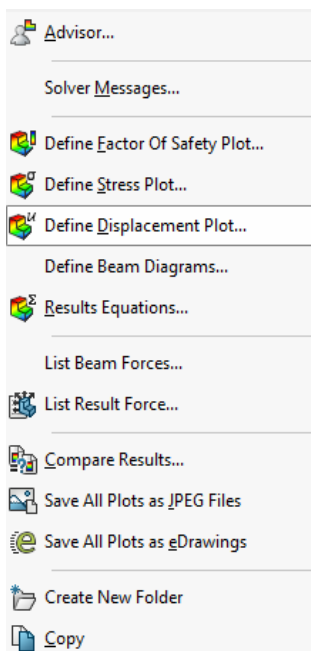 Advisor...
Solver Messages...
Define Factor Of Safety Plot...
σ Define Stress Plot...
u Define Displacement Plot...
Define Beam Diagrams...
Σ Results Equations...
List Beam Forces...
List Result Force...
Compare Results...
Save All Plots as JPEG Files
Save All Plots as eDrawings
Create New Folder
Copy